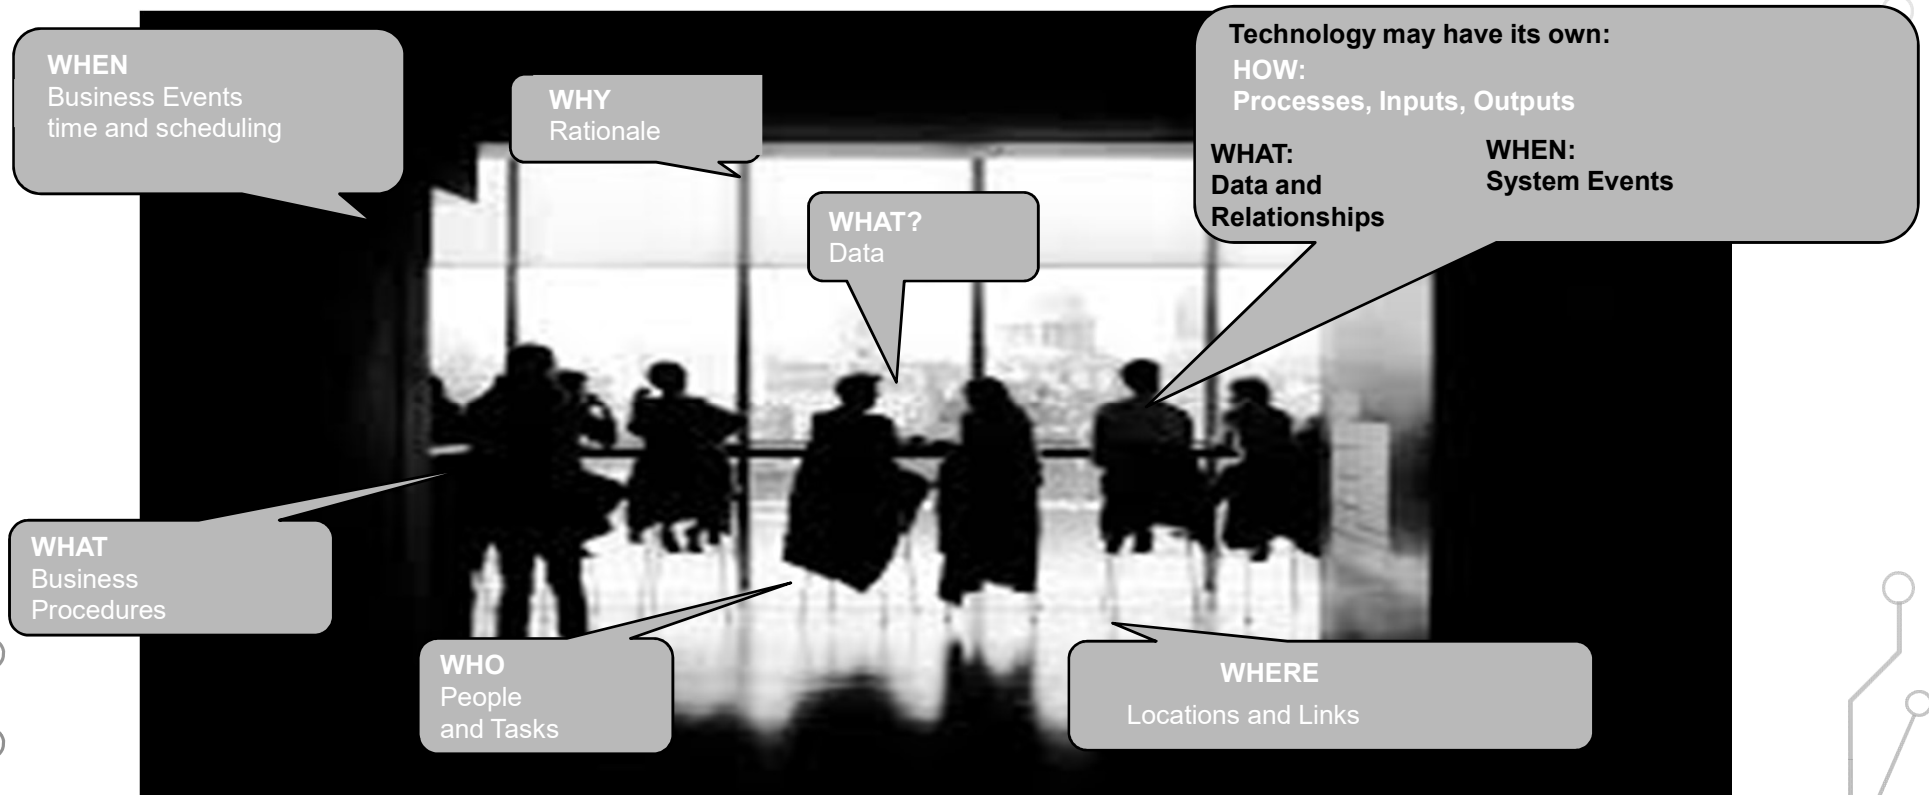 WHEN
Business Events
time and scheduling
WHY
Rationale
WHAT?
Data
Technology may have its own:
HOW:
Processes, Inputs, Outputs
WHAT:
Data and
Relationships
WHEN:
System Events
WHAT
Business
Procedures
WHO
People
and Tasks
WHERE
Locations and Links